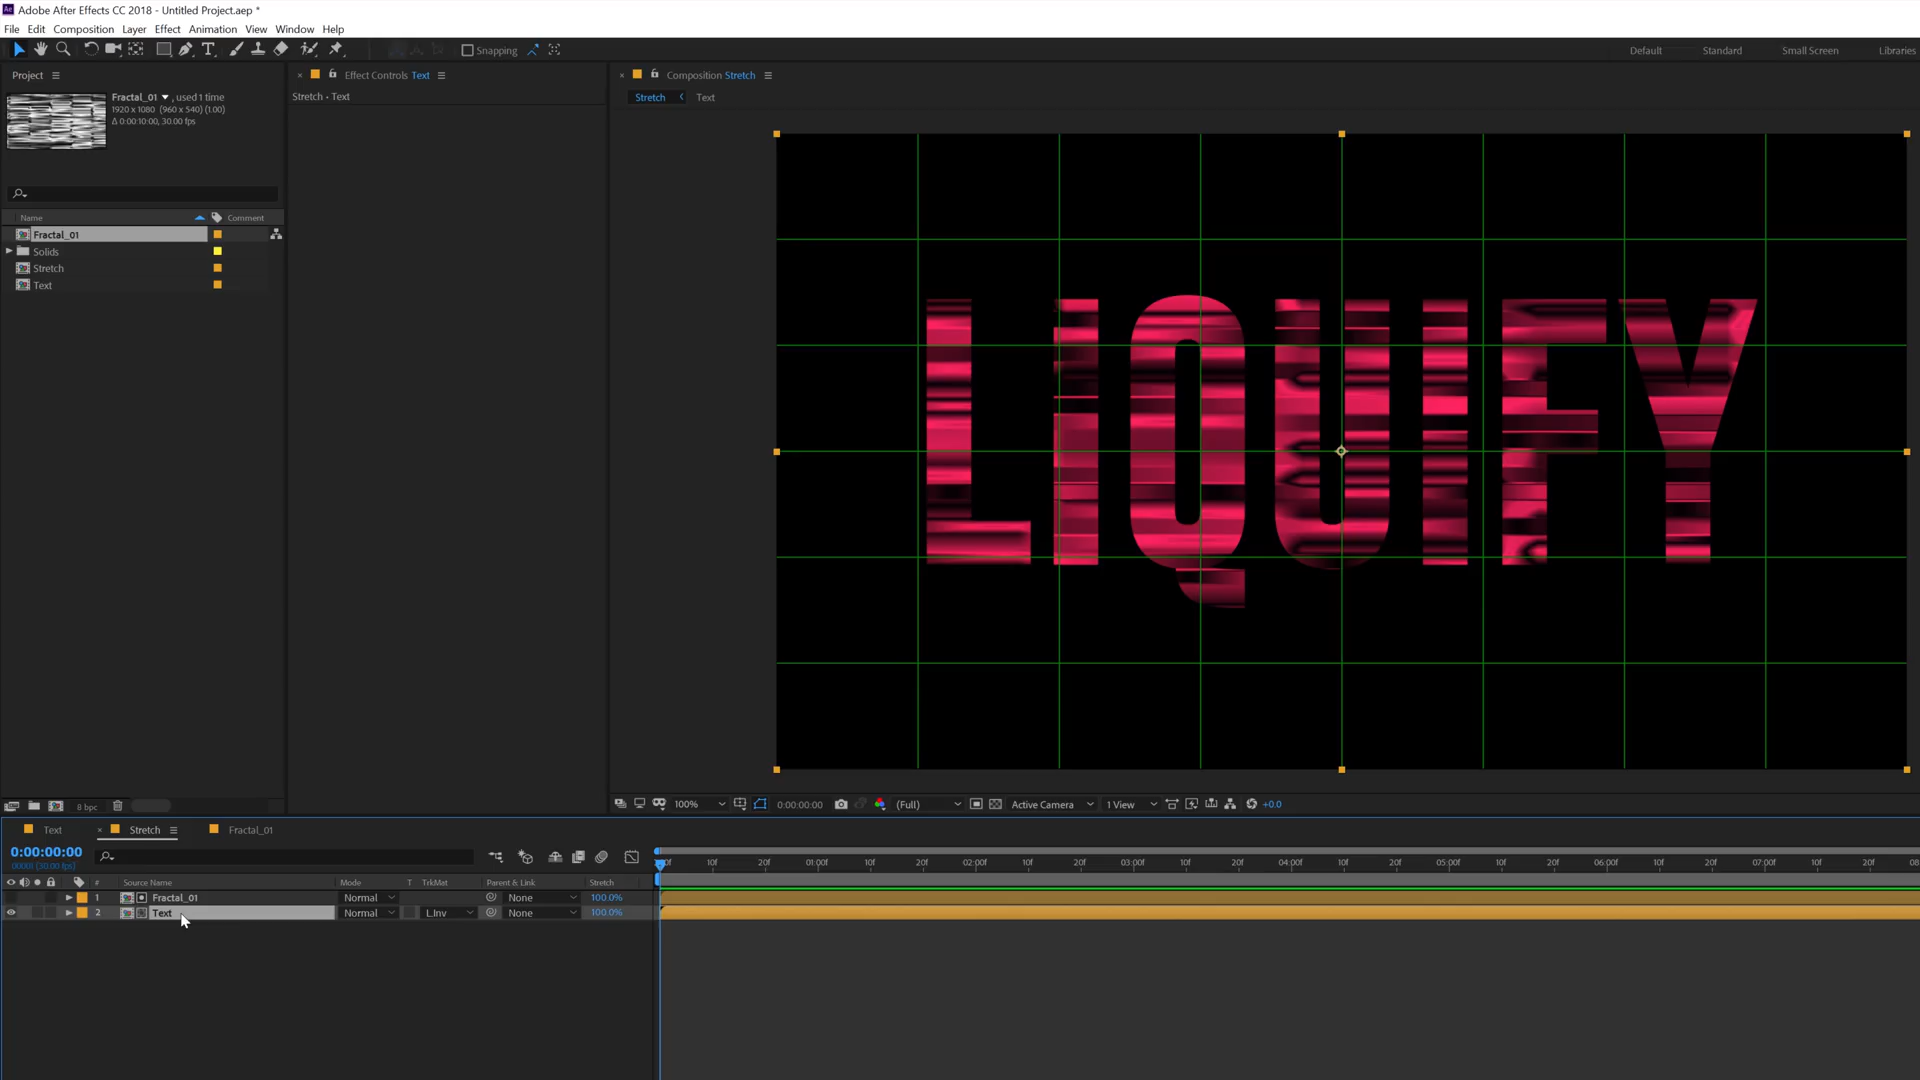 Adobe After Effects CC 2018 - Untitled Project.aep *
File Edit Composition Layer Effect Animation View Window Help
Snapping Default Standard Small Screen Libraries
Project
Effect Controls Text
Composition Stretch
Fractal_01 , used 1 time
1920 x 1080 (960 x 540) (1.00)
Δ 0:00:10:00, 30.00 fps
Stretch • Text
Stretch Text
Name Comment
Fractal_01
Solids
Stretch
Text
LIQUIFY
8 bpc
100% 0:00:00:00 (Full) Active Camera 1 View +0.0
Text Stretch Fractal_01
0:00:00:00
00001 (30.00 fps)
10f 20f 01:00f 10f 20f 02:00f 10f 20f 03:00f 10f 20f 04:00f 10f 20f 05:00f 10f 20f 06:00f 10f 20f 07:00f 10f 20f
# Source Name Mode T TrkMat Parent & Link Stretch
1 Fractal_01 Normal None 100.0%
2 Text Normal L.Inv None 100.0%